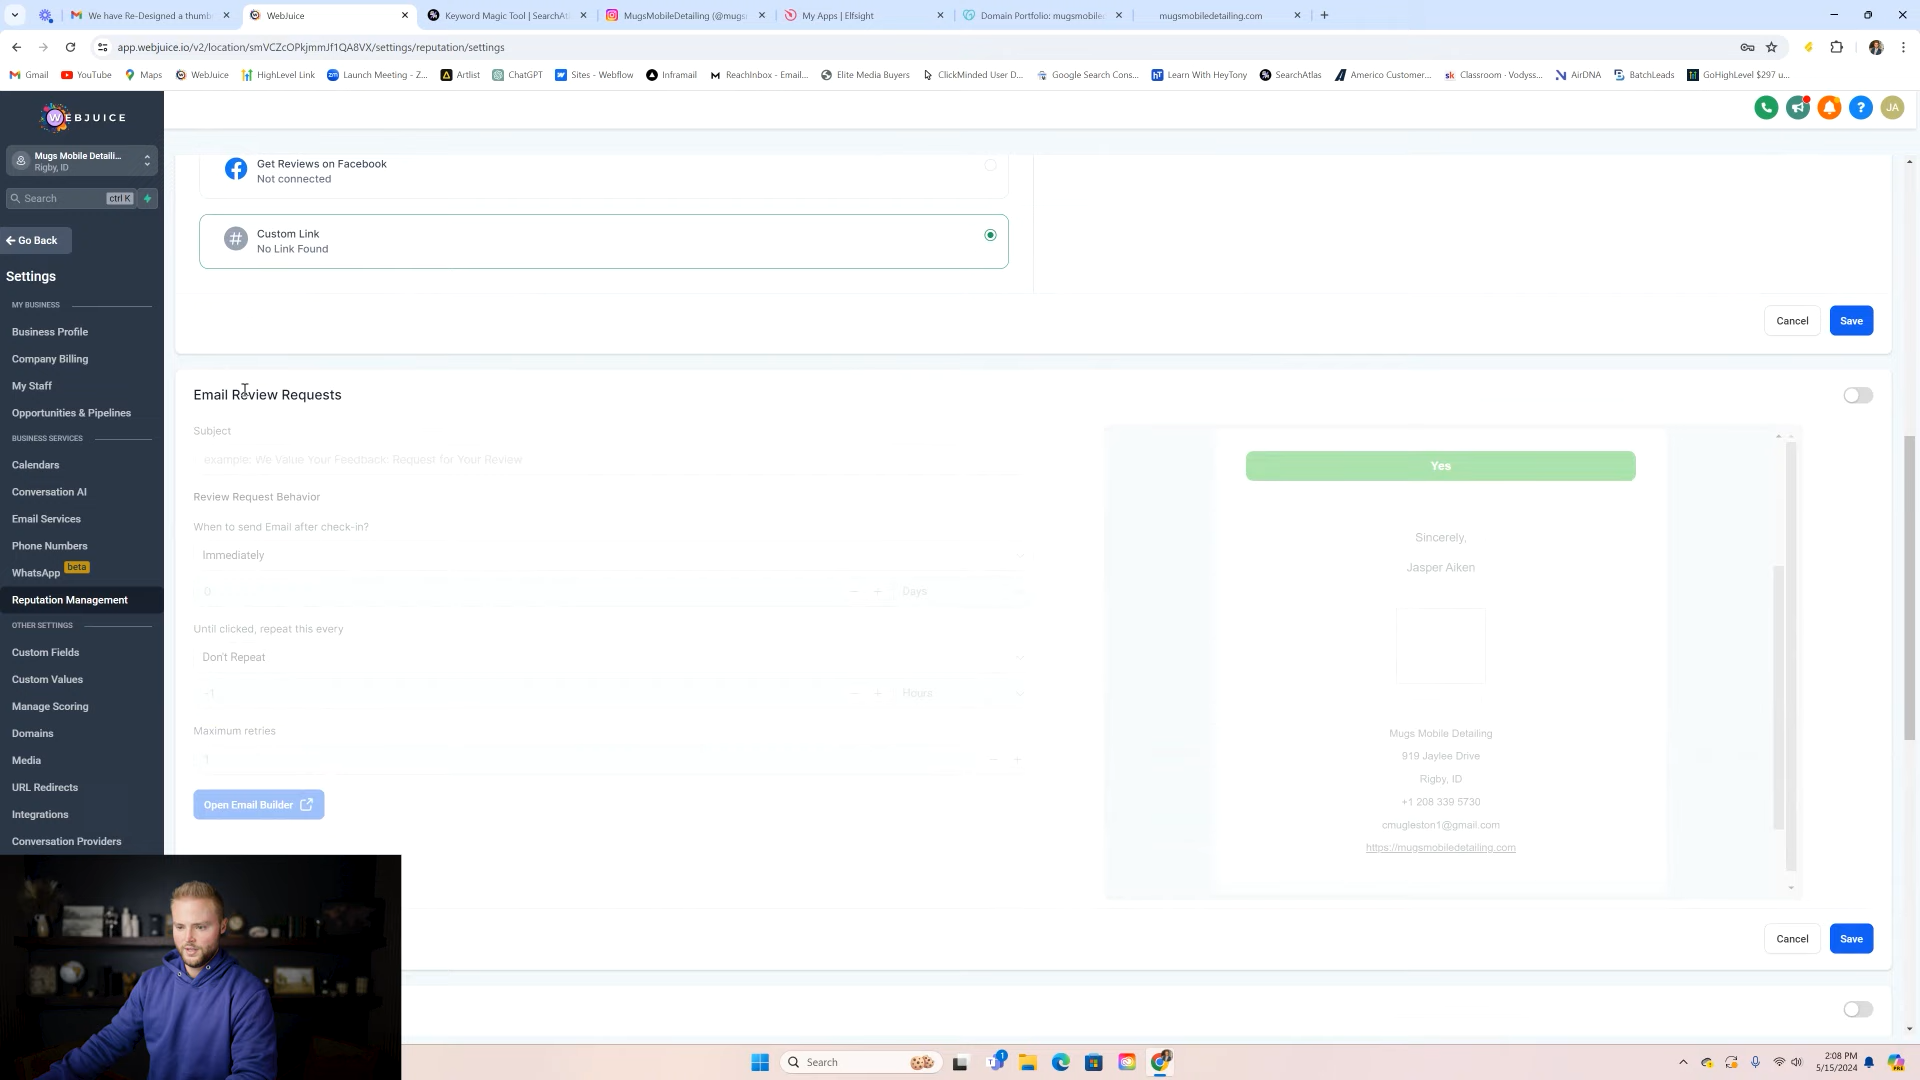 We have Re-Designed a thumb
WebJuice
Keyword Magic Tool | SearchAtl
MugsMobileDetailing (@mugs
My Apps | Elfsight
Domain Portfolio: mugsmobile
mugsmobiledetailing.com
app.webjuice.io/v2/location/smVCZcOPkjmmJf1QA8VX/settings/reputation/settings
Gmail
YouTube
Maps
WebJuice
HighLevel Link
Launch Meeting - Z...
Artlist
ChatGPT
Sites - Webflow
Inframail
ReachInbox - Email...
Elite Media Buyers
ClickMinded User D...
Google Search Cons...
Learn With HeyTony
SearchAtlas
Americo Customer...
Classroom · Vodyss...
AirDNA
BatchLeads
GoHighLevel $297 u...
WEBJUICE
JA
Mugs Mobile Detaili...
Rigby, ID
Search
ctrl K
Go Back
Settings
MY BUSINESS
Business Profile
Company Billing
My Staff
Opportunities & Pipelines
BUSINESS SERVICES
Calendars
Conversation AI
Email Services
Phone Numbers
WhatsApp beta
Reputation Management
OTHER SETTINGS
Custom Fields
Custom Values
Manage Scoring
Domains
Media
URL Redirects
Integrations
Conversation Providers
Get Reviews on Facebook
Not connected
Custom Link
No Link Found
Cancel
Save
Email Review Requests
Subject
example: We Value Your Feedback: Request for Your Review
Review Request Behavior
When to send Email after check-in?
Immediately
0
Days
Until clicked, repeat this every
Don't Repeat
-1
Hours
Maximum retries
1
Open Email Builder
Yes
Sincerely,
Jasper Aiken
Mugs Mobile Detailing
919 Jaylee Drive
Rigby, ID
+1 208 339 5730
cmugleston1@gmail.com
https://mugsmobiledetailing.com
Cancel
Save
Search
1
2:08 PM
5/15/2024